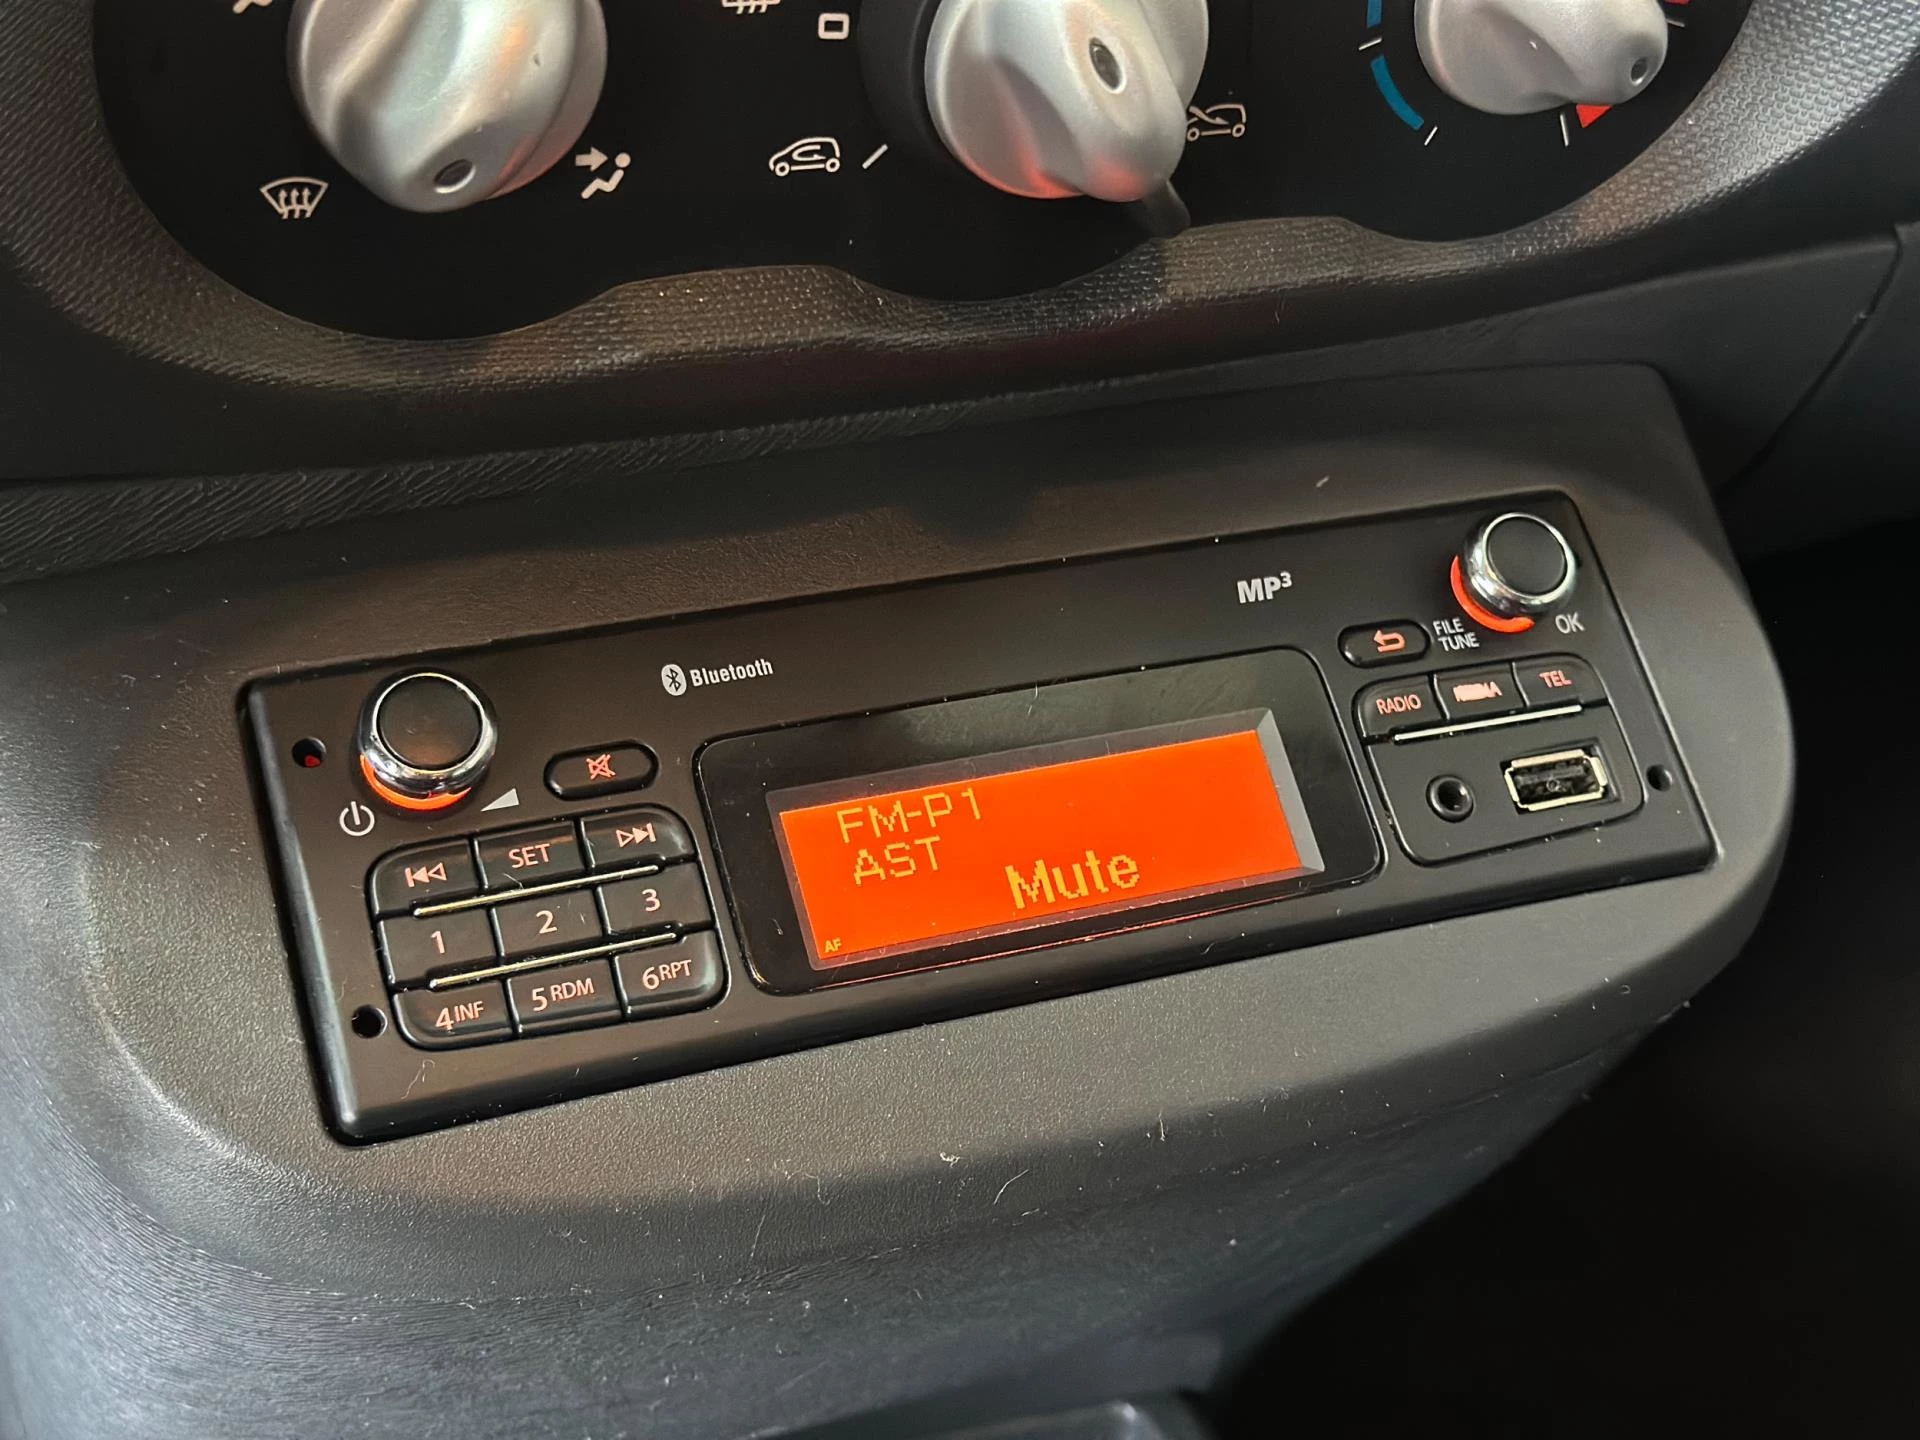 Bluetooth
MP3
FILE
TUNE
OK
RADIO
TEL
FM-P1
AST
Mute
AF
SET
1
2
3
4INF
5RDM
6RPT